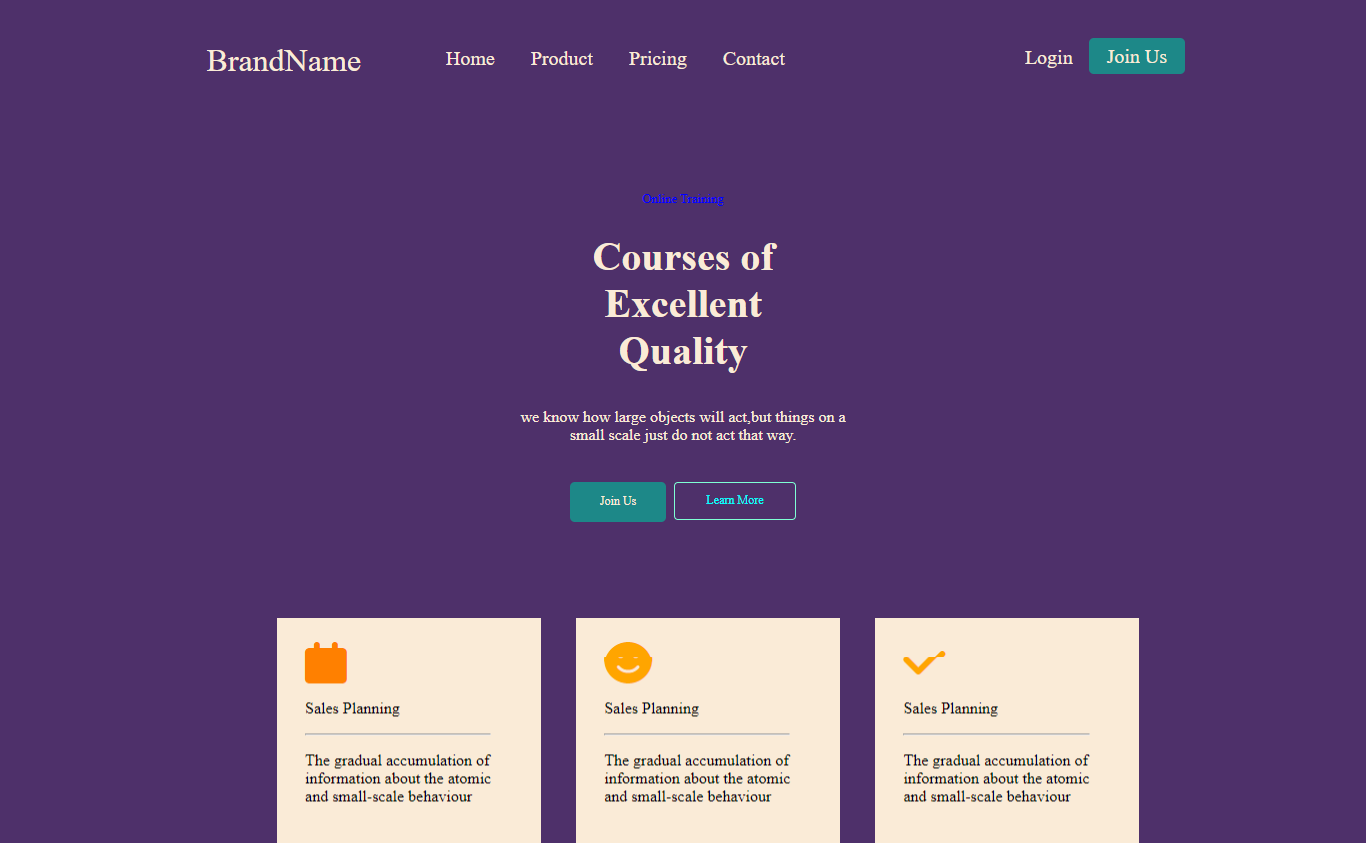 BrandName
Home Product Pricing Contact
Login Join Us
Online Training
Courses of
Excellent
Quality
we know how large objects will act,but things on a
small scale just do not act that way.
Join Us Learn More
Sales Planning
The gradual accumulation of
information about the atomic
and small-scale behaviour
Sales Planning
The gradual accumulation of
information about the atomic
and small-scale behaviour
Sales Planning
The gradual accumulation of
information about the atomic
and small-scale behaviour